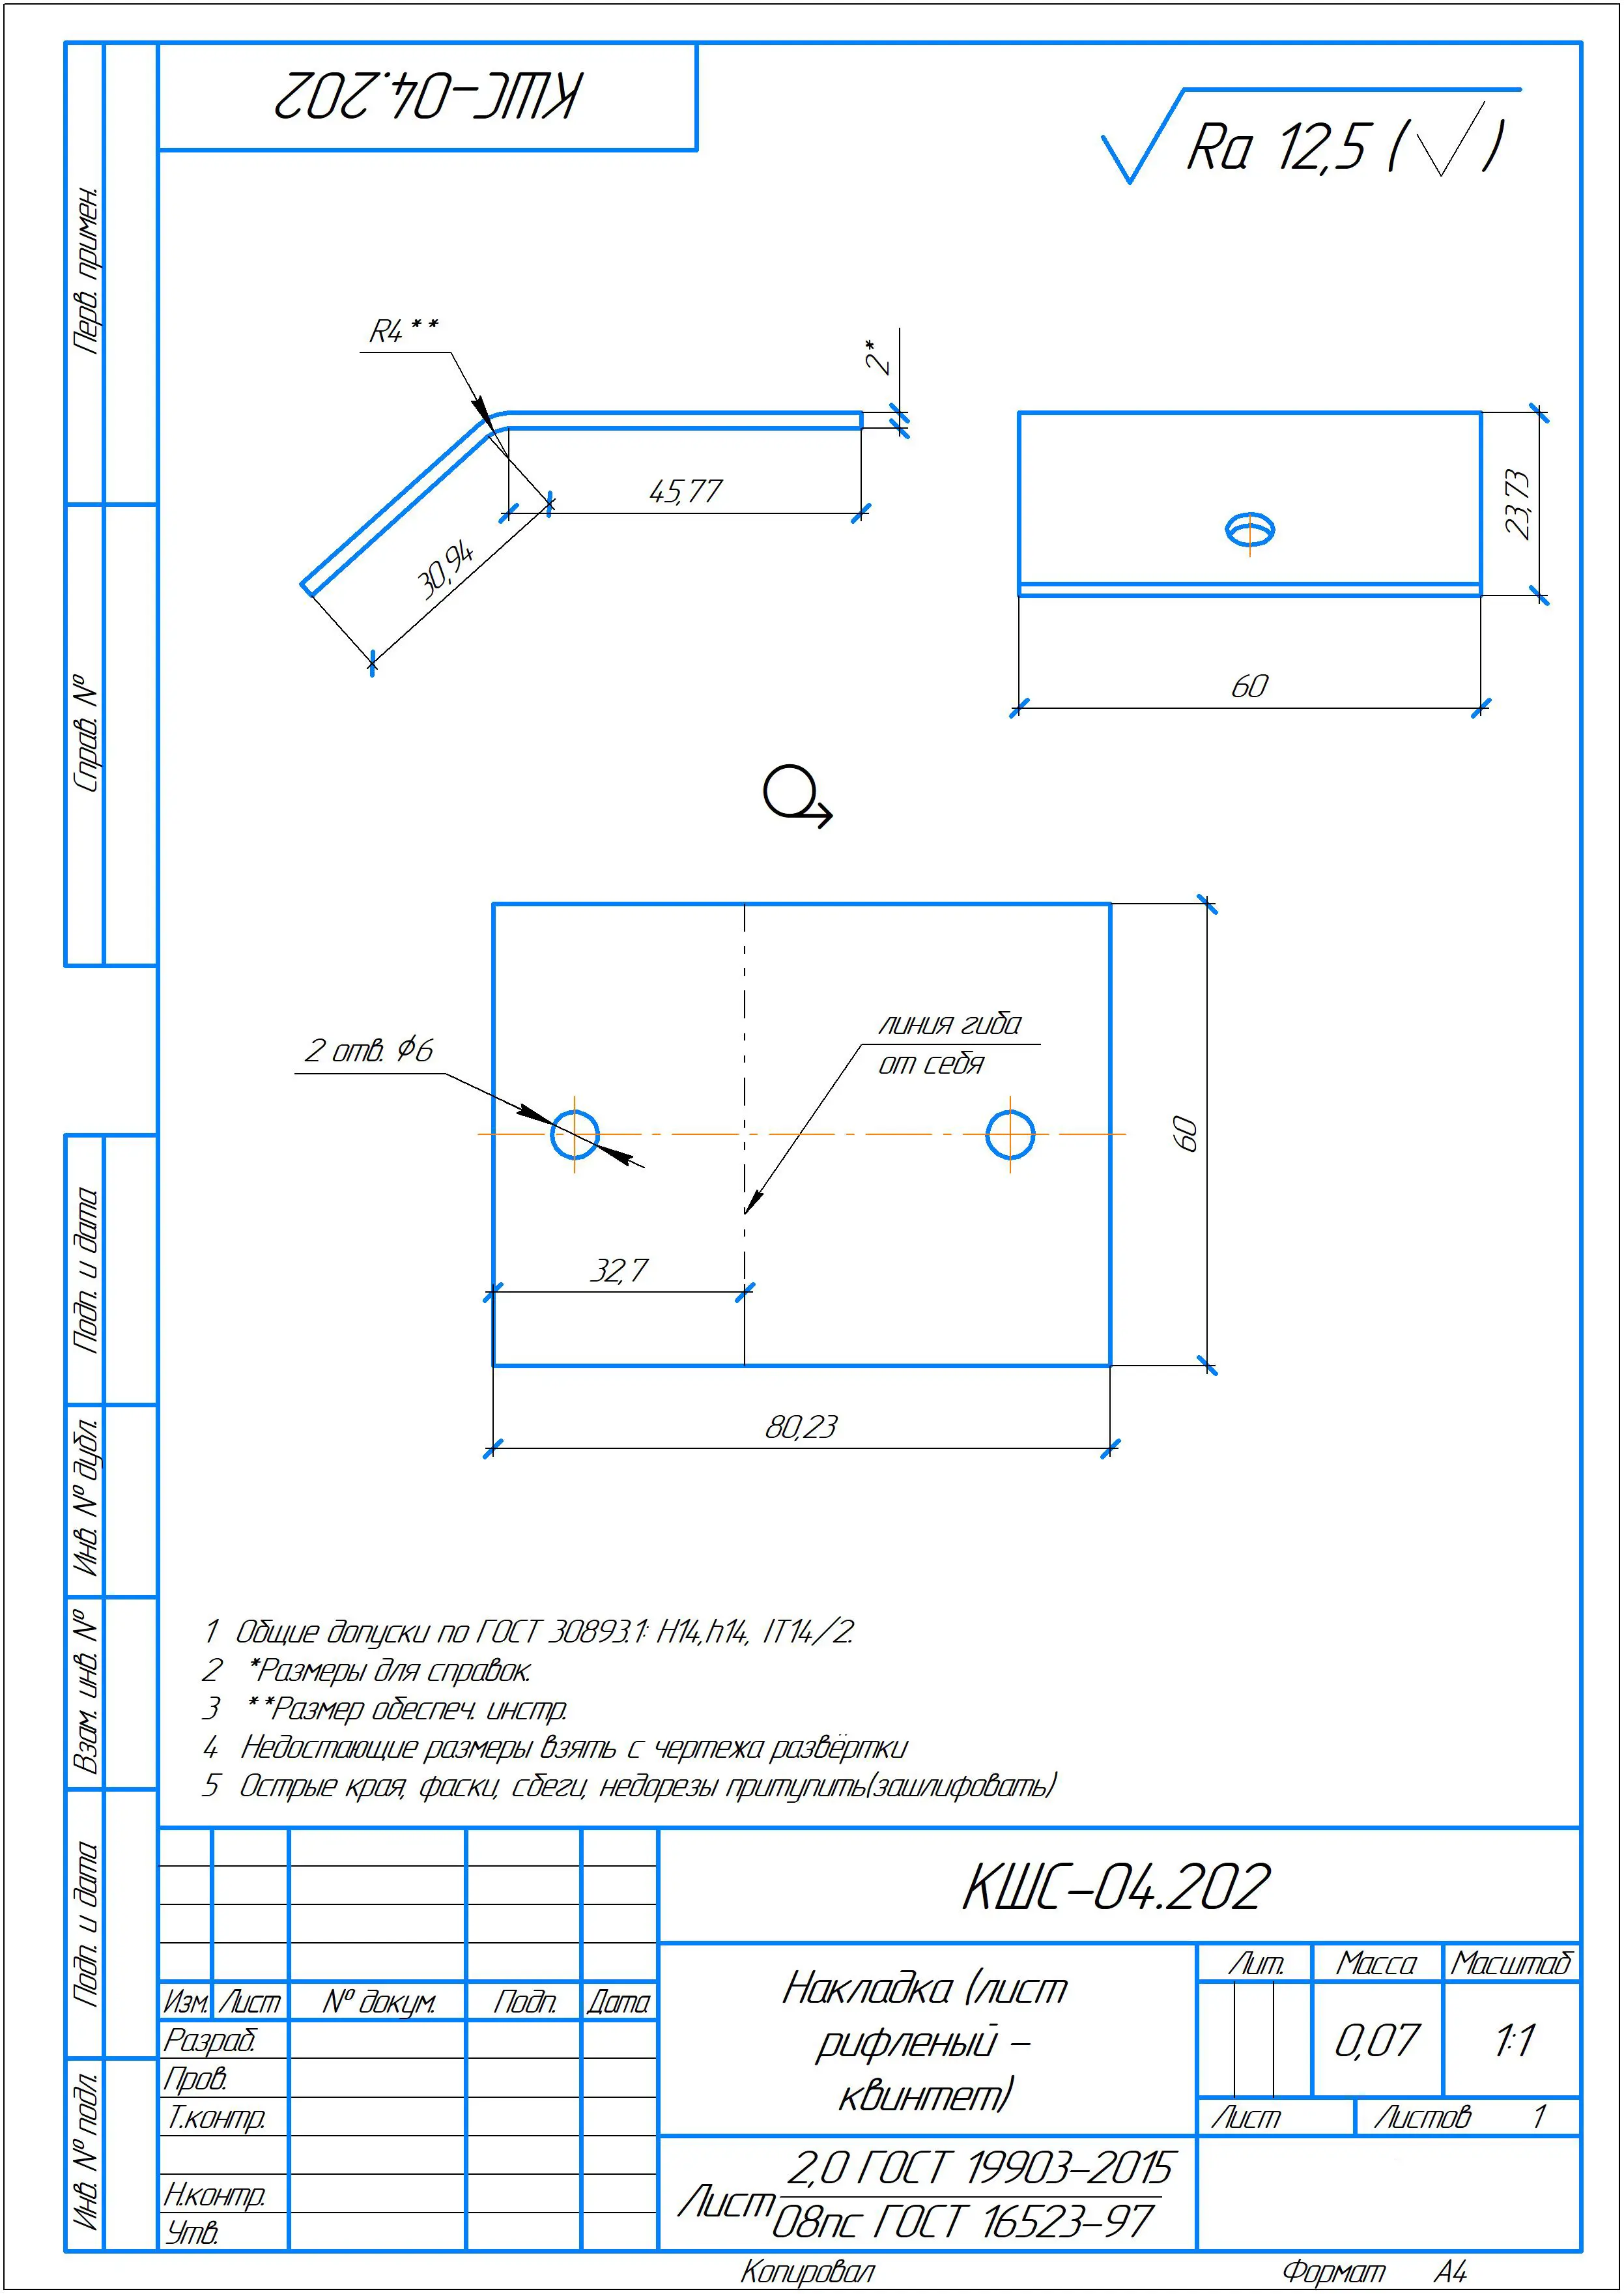 КШС-04.202
Ra 12,5 (√)
Перв. примен.
Справ. №
Подп. и дата
Инв. № дубл.
Взам. инв. №
Подп. и дата
Инв. № подл.
R4**
2*
45,77
30,94
23,73
60
линия гиба
от себя
2 отв. ϕ6
60
32,7
80,23
1 Общие допуски по ГОСТ 30893.1: H14,h14, IT14/2.
2 *Размеры для справок.
3 **Размер обеспеч. инстр.
4 Недостающие размеры взять с чертежа развёртки
5 Острые края, фаски, сбеги, недорезы притупить(зашлифовать)
КШС-04.202
Изм. Лист № докум. Подп. Дата
Разраб.
Пров.
Т.контр.
Н.контр.
Утв.
Накладка (лист
рифленый -
квинтет)
Лит. Масса Масштаб
0,07 1:1
Лист Листов 1
Лист
2,0 ГОСТ 19903-2015
08пс ГОСТ 16523-97
Копировал Формат А4